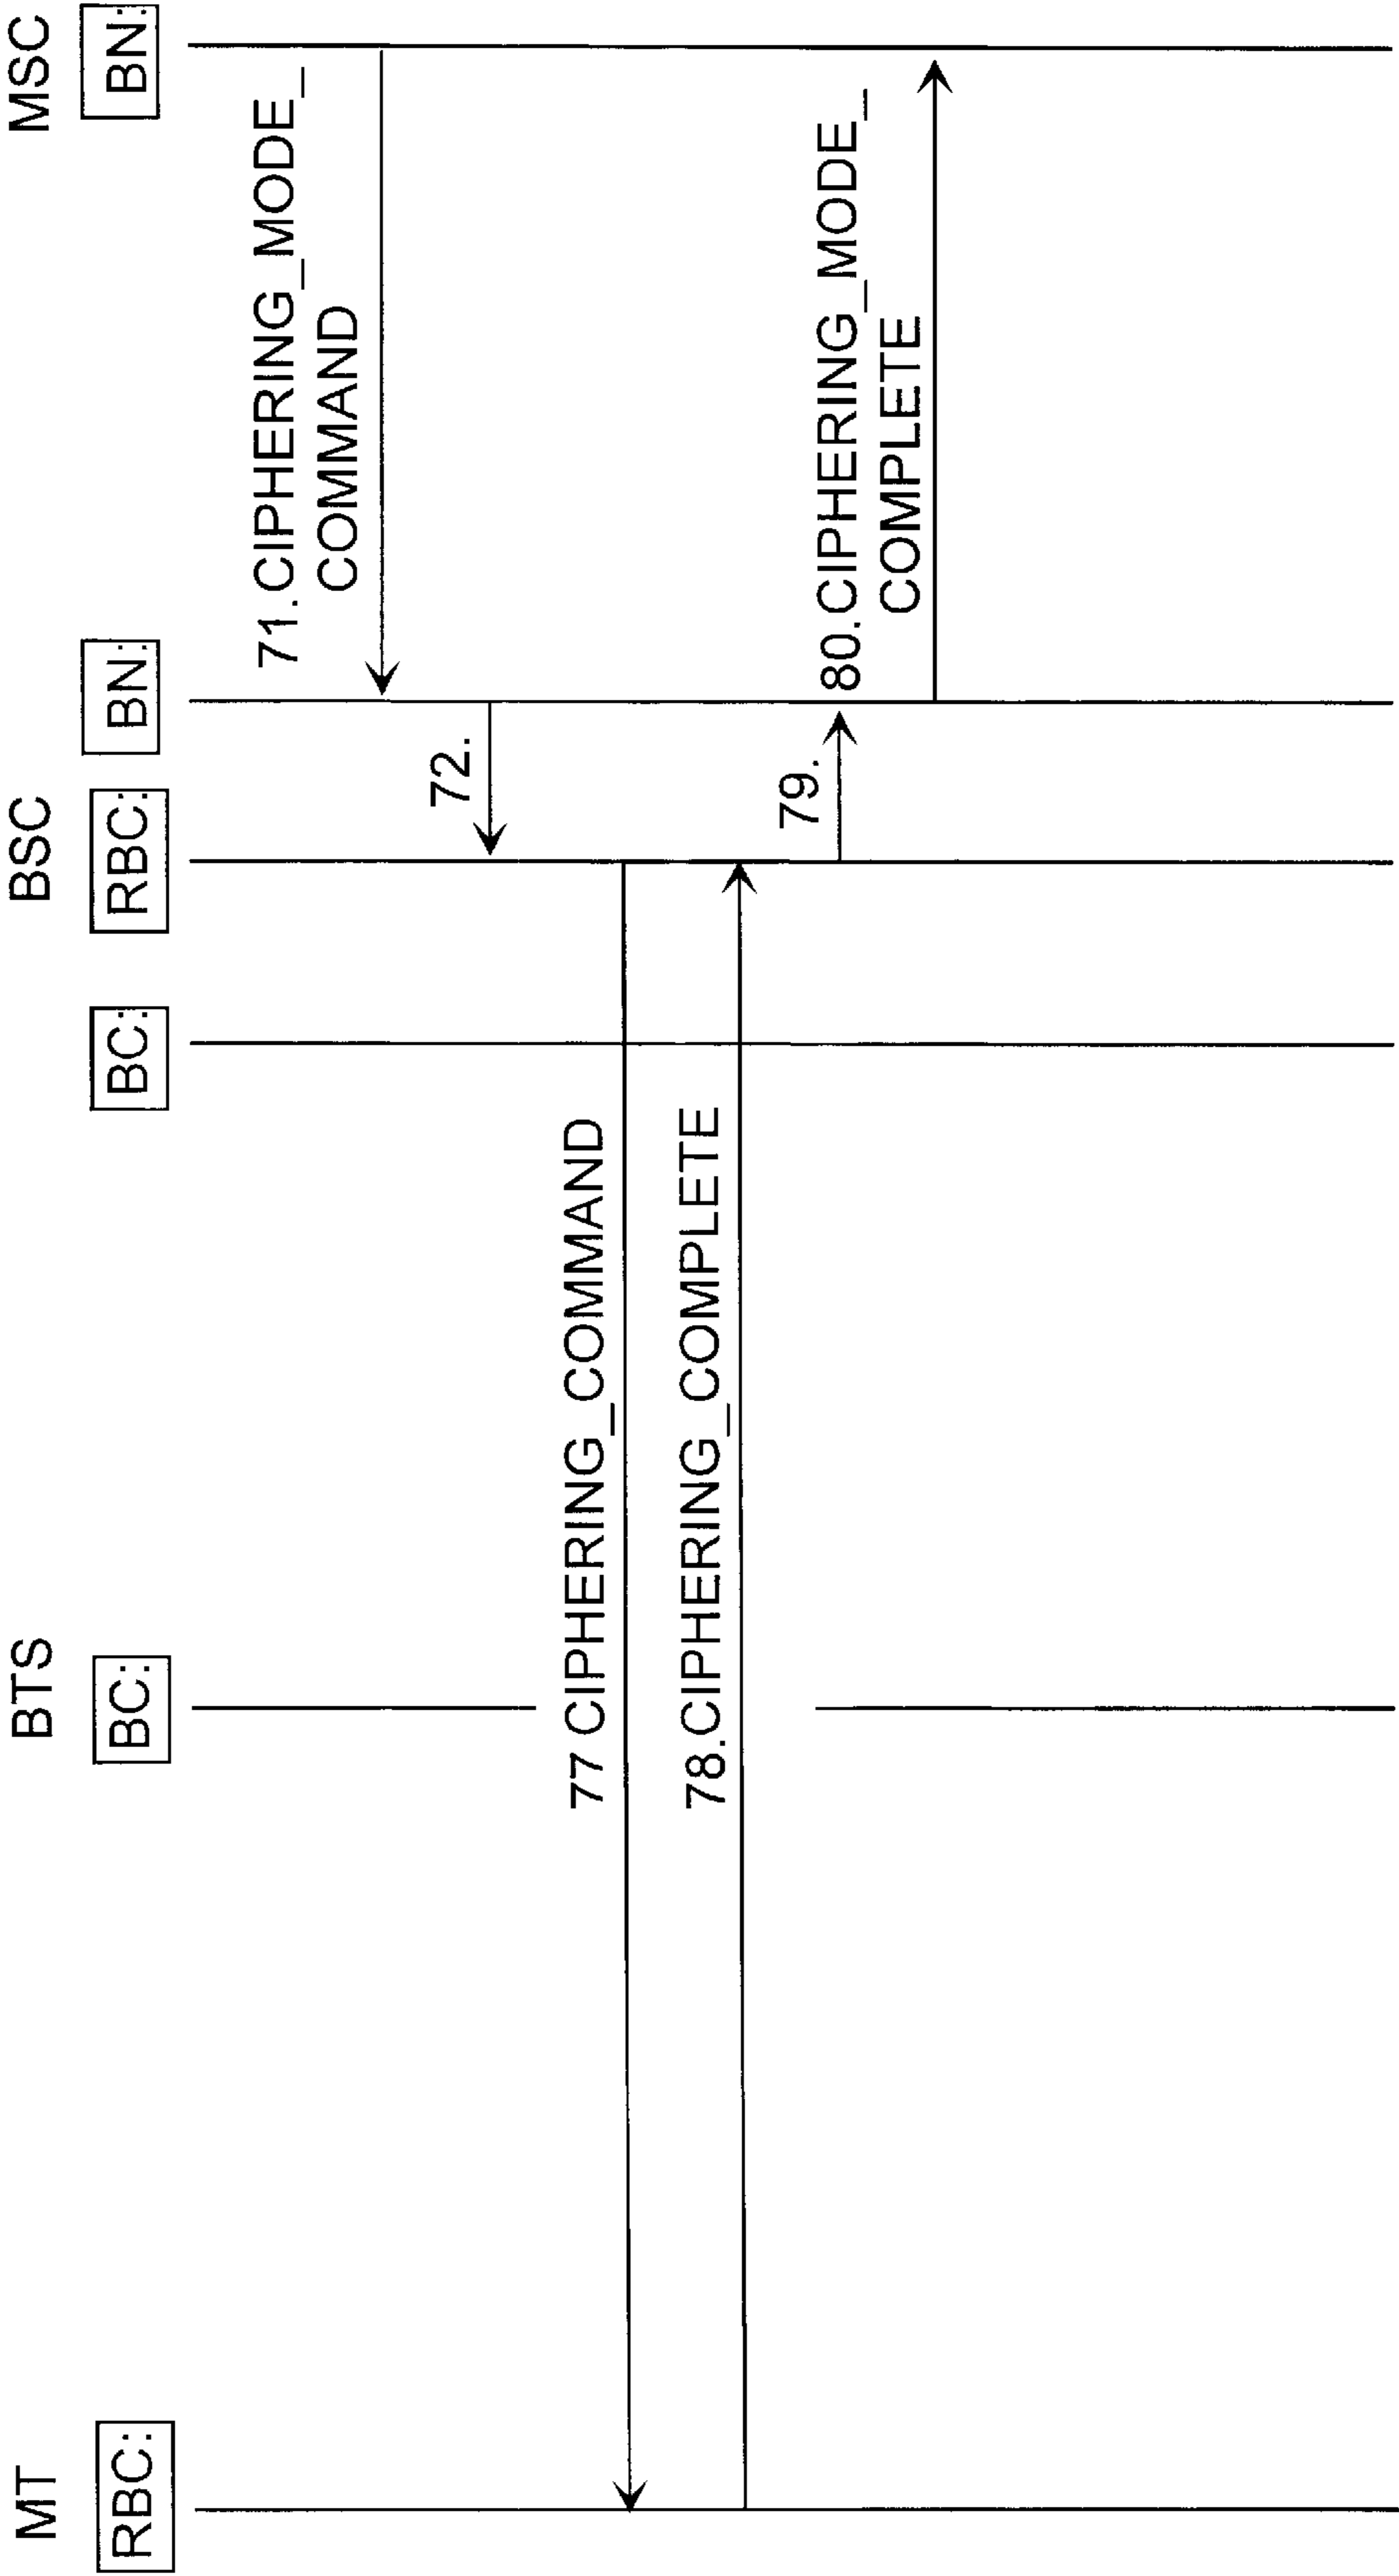 MT
BTS
BSC
MSC
RBC:
BC:
BC:
RBC:
BN:
BN:
71.CIPHERING_MODE_
COMMAND
72.
77 CIPHERING_COMMAND
78.CIPHERING_COMPLETE
79.
80.CIPHERING_MODE_
COMPLETE